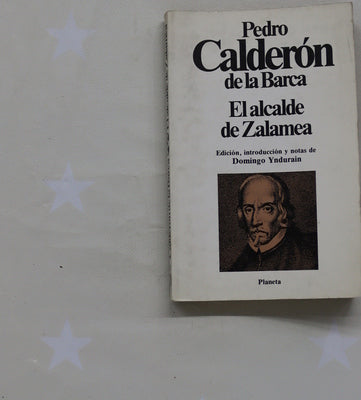 Pedro
Calderón
de la Barca
El alcalde
de Zalamea
Edición, introducción y notas de
Domingo Yndurain
Planeta